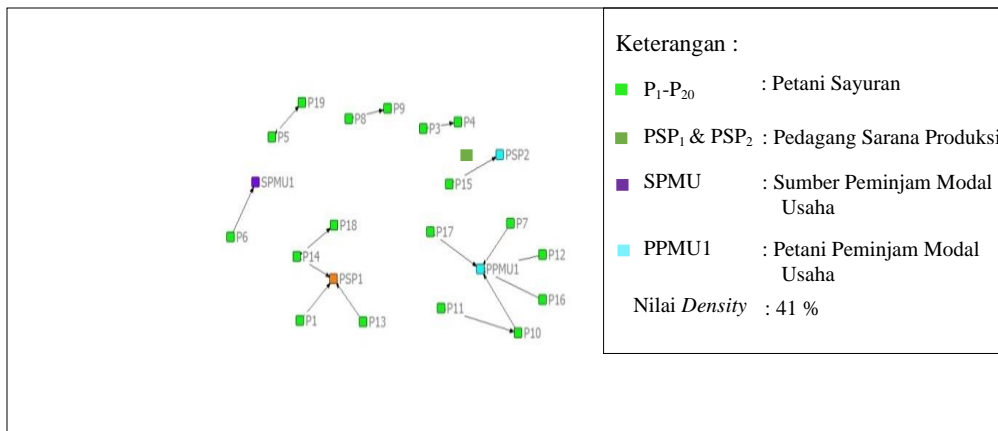 P19
P5
P8
P9
P3
P4
PSP2
P15
SPMU1
P6
P18
P14
PSP1
P1
P13
P17
P7
P12
PPMU1
P16
P11
P10
Keterangan :
P₁-P₂₀ : Petani Sayuran
PSP₁ & PSP₂ : Pedagang Sarana Produksi
SPMU : Sumber Peminjam Modal
Usaha
PPMU1 : Petani Peminjam Modal
Usaha
Nilai Density : 41 %